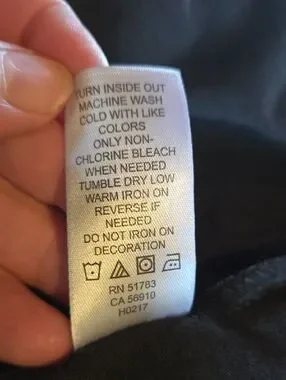 TURN INSIDE OUT
MACHINE WASH
COLD WITH LIKE
COLORS
ONLY NON-
CHLORINE BLEACH
WHEN NEEDED
TUMBLE DRY LOW
WARM IRON ON
REVERSE IF
NEEDED
DO NOT IRON ON
DECORATION
RN 51783
CA 56910
H0217